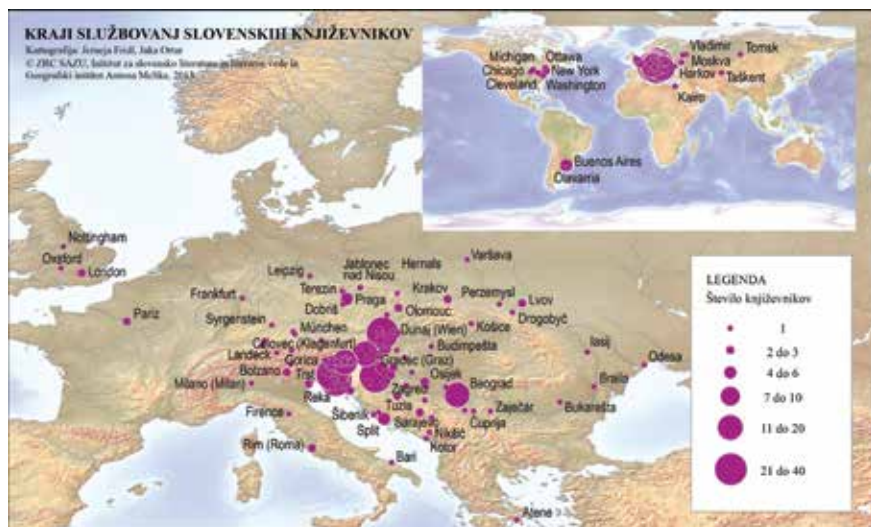 KRAJI SLUŽBOVANJ SLOVENSKIH KNJIŽEVNIKOV
Kartografija: Jerneja Fridl, Jaka Ortar
© ZRC SAZU, Inštitut za slovensko literaturo in literarne vede in
Geografski inštitut Antona Melika, 2013
Michigan
Ottawa
Chicago
New York
Cleveland
Washington
Vladimir
Tomsk
Moskva
Harkov
Taškent
Kairo
Buenos Aires
Olavarria
Nottingham
Oxsford
London
Pariz
Leipzig
Jablonec
nad Nisou
Hernals
Varšava
Terezin
Frankfurt
Praga
Krakov
Perzemysl
Lvov
Dobriš
Olomouc
Drogobyč
Syrgenstein
München
Dunaj (Wien)
Košice
Celovec (Klagenfurt)
Budimpešta
Iasij
Odesa
Landeck
Gorica
Gradec (Graz)
Bolzano
Trst
Osijek
Beograd
Braila
Milano (Milan)
Reka
Zagreb
Bukarešta
Tuzla
Zaječar
Firence
Šibenik
Sarajevo
Ćuprija
Split
Nikšić
Rim (Roma)
Kotor
Bari
Atene
LEGENDA
Število književnikov
1
2 do 3
4 do 6
7 do 10
11 do 20
21 do 40